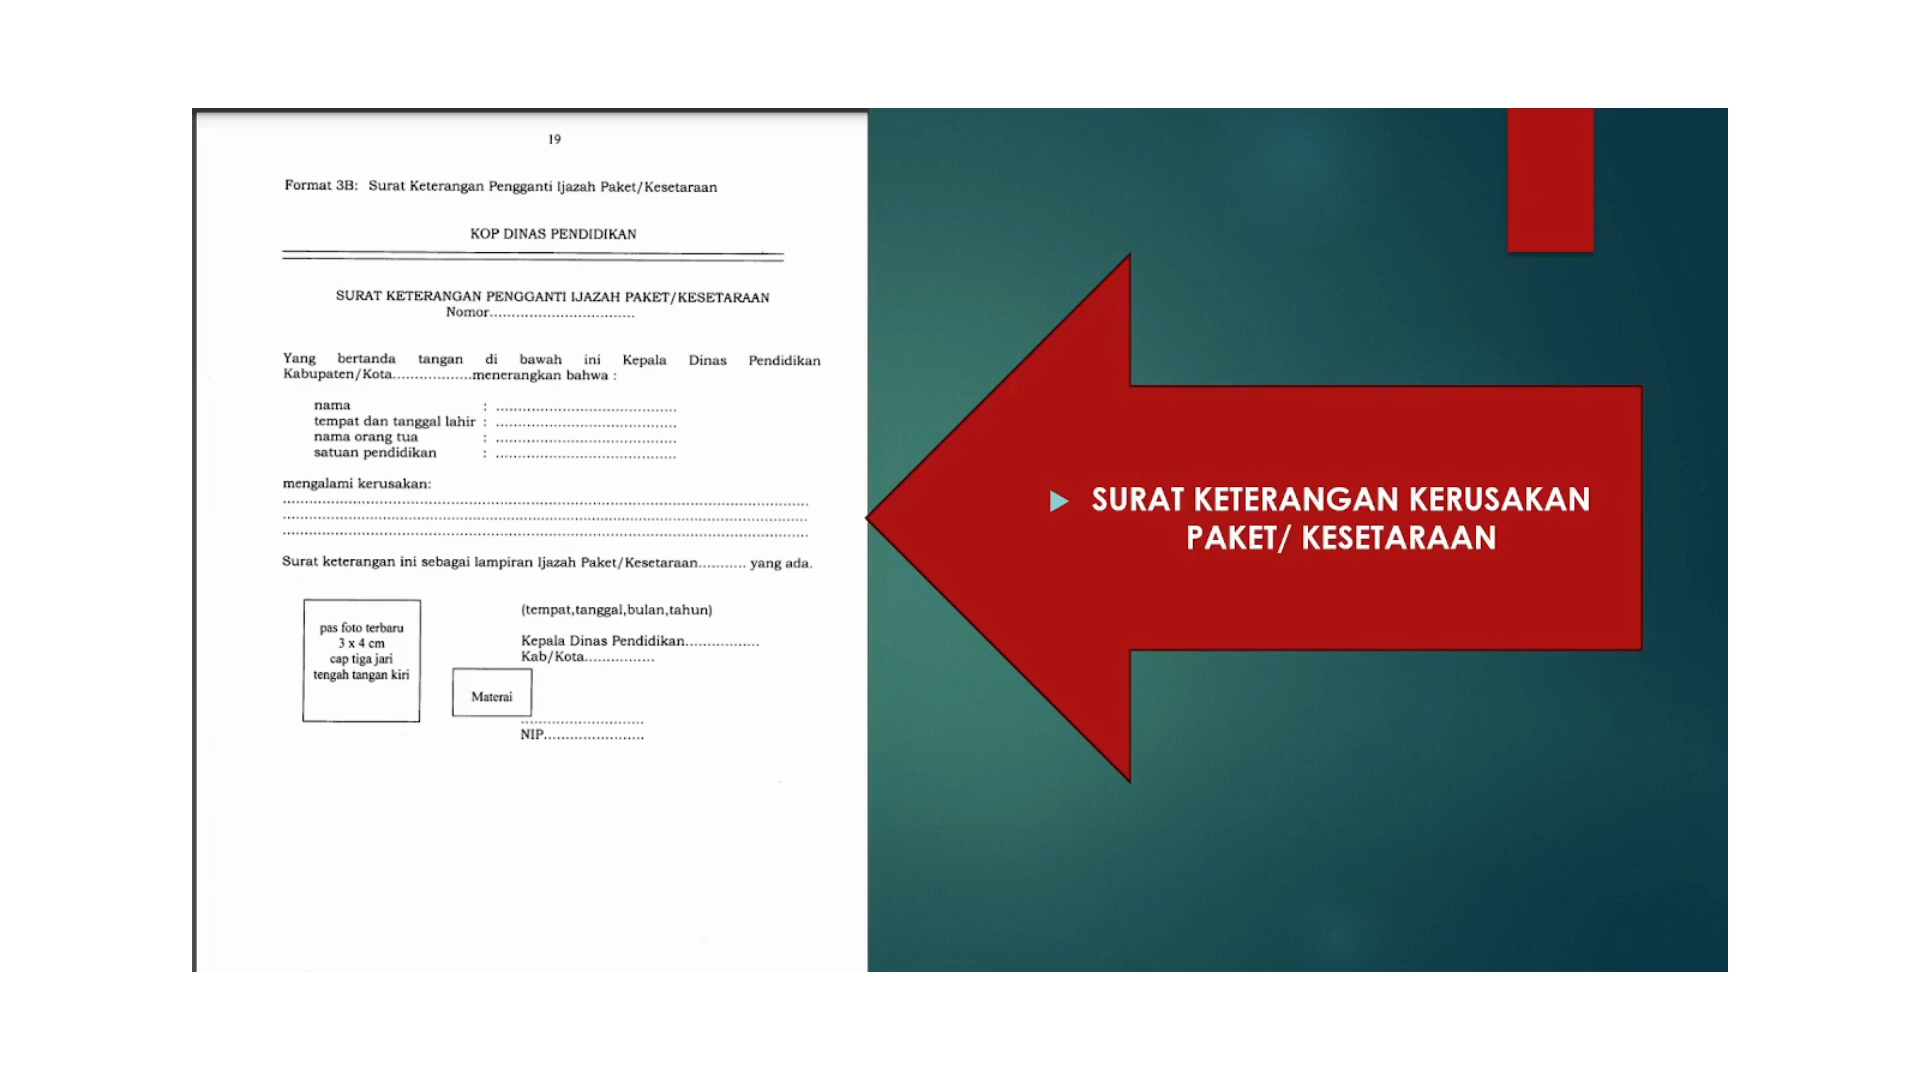 19
Format 3B: Surat Keterangan Pengganti Ijazah Paket/Kesetaraan
KOP DINAS PENDIDIKAN
SURAT KETERANGAN PENGGANTI IJAZAH PAKET/KESETARAAN
Nomor..................................
Yang bertanda tangan di bawah ini Kepala Dinas Pendidikan
Kabupaten/Kota..................menerangkan bahwa :
nama : ..........................................
tempat dan tanggal lahir : ..........................................
nama orang tua : ..........................................
satuan pendidikan : ..........................................
mengalami kerusakan:
..........................................................................................................................
..........................................................................................................................
..........................................................................................................................
Surat keterangan ini sebagai lampiran Ijazah Paket/Kesetaraan........... yang ada.
pas foto terbaru
3 x 4 cm
cap tiga jari
tengah tangan kiri
(tempat,tanggal,bulan,tahun)
Kepala Dinas Pendidikan.................
Kab/Kota................
Materai
............................
NIP.......................
SURAT KETERANGAN KERUSAKAN
PAKET/ KESETARAAN